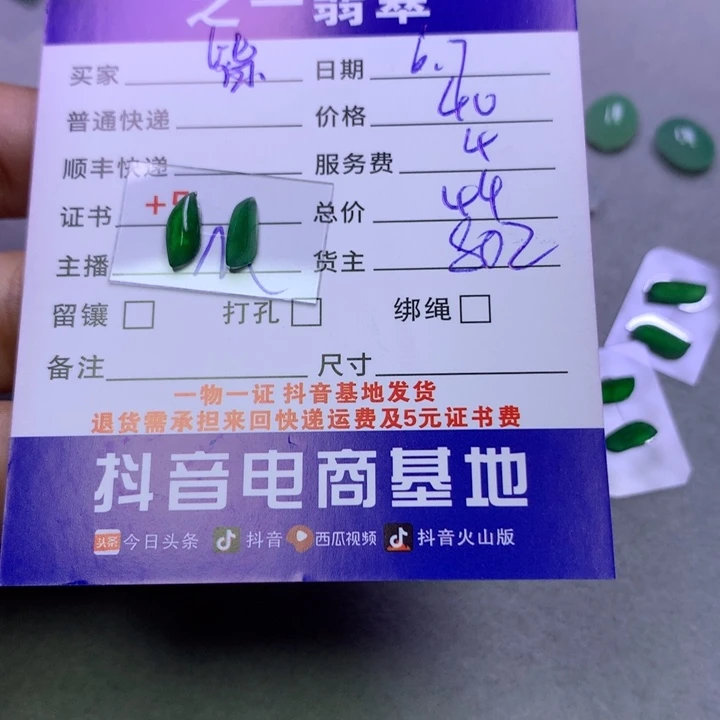 之一翡翠
买家 日期 6.7
普通快递 价格 40
顺丰快递 服务费 4
证书 +5 总价 44
主播 货主 802
留镶 打孔 绑绳
备注 尺寸
一物一证 抖音基地发货
退货需承担来回快递运费及5元证书费
抖音电商基地
头条 今日头条 抖音 西瓜视频 抖音火山版